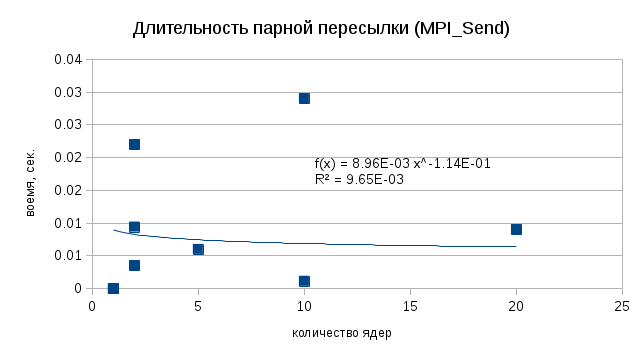 Длительность парной пересылки (MPI_Send)
0.04
0.03
0.03
0.02
0.02
0.01
0.01
0
воемя, сек.
f(x) = 8.96E-03 x^-1.14E-01
R² = 9.65E-03
0 5 10 15 20 25
количество ядер